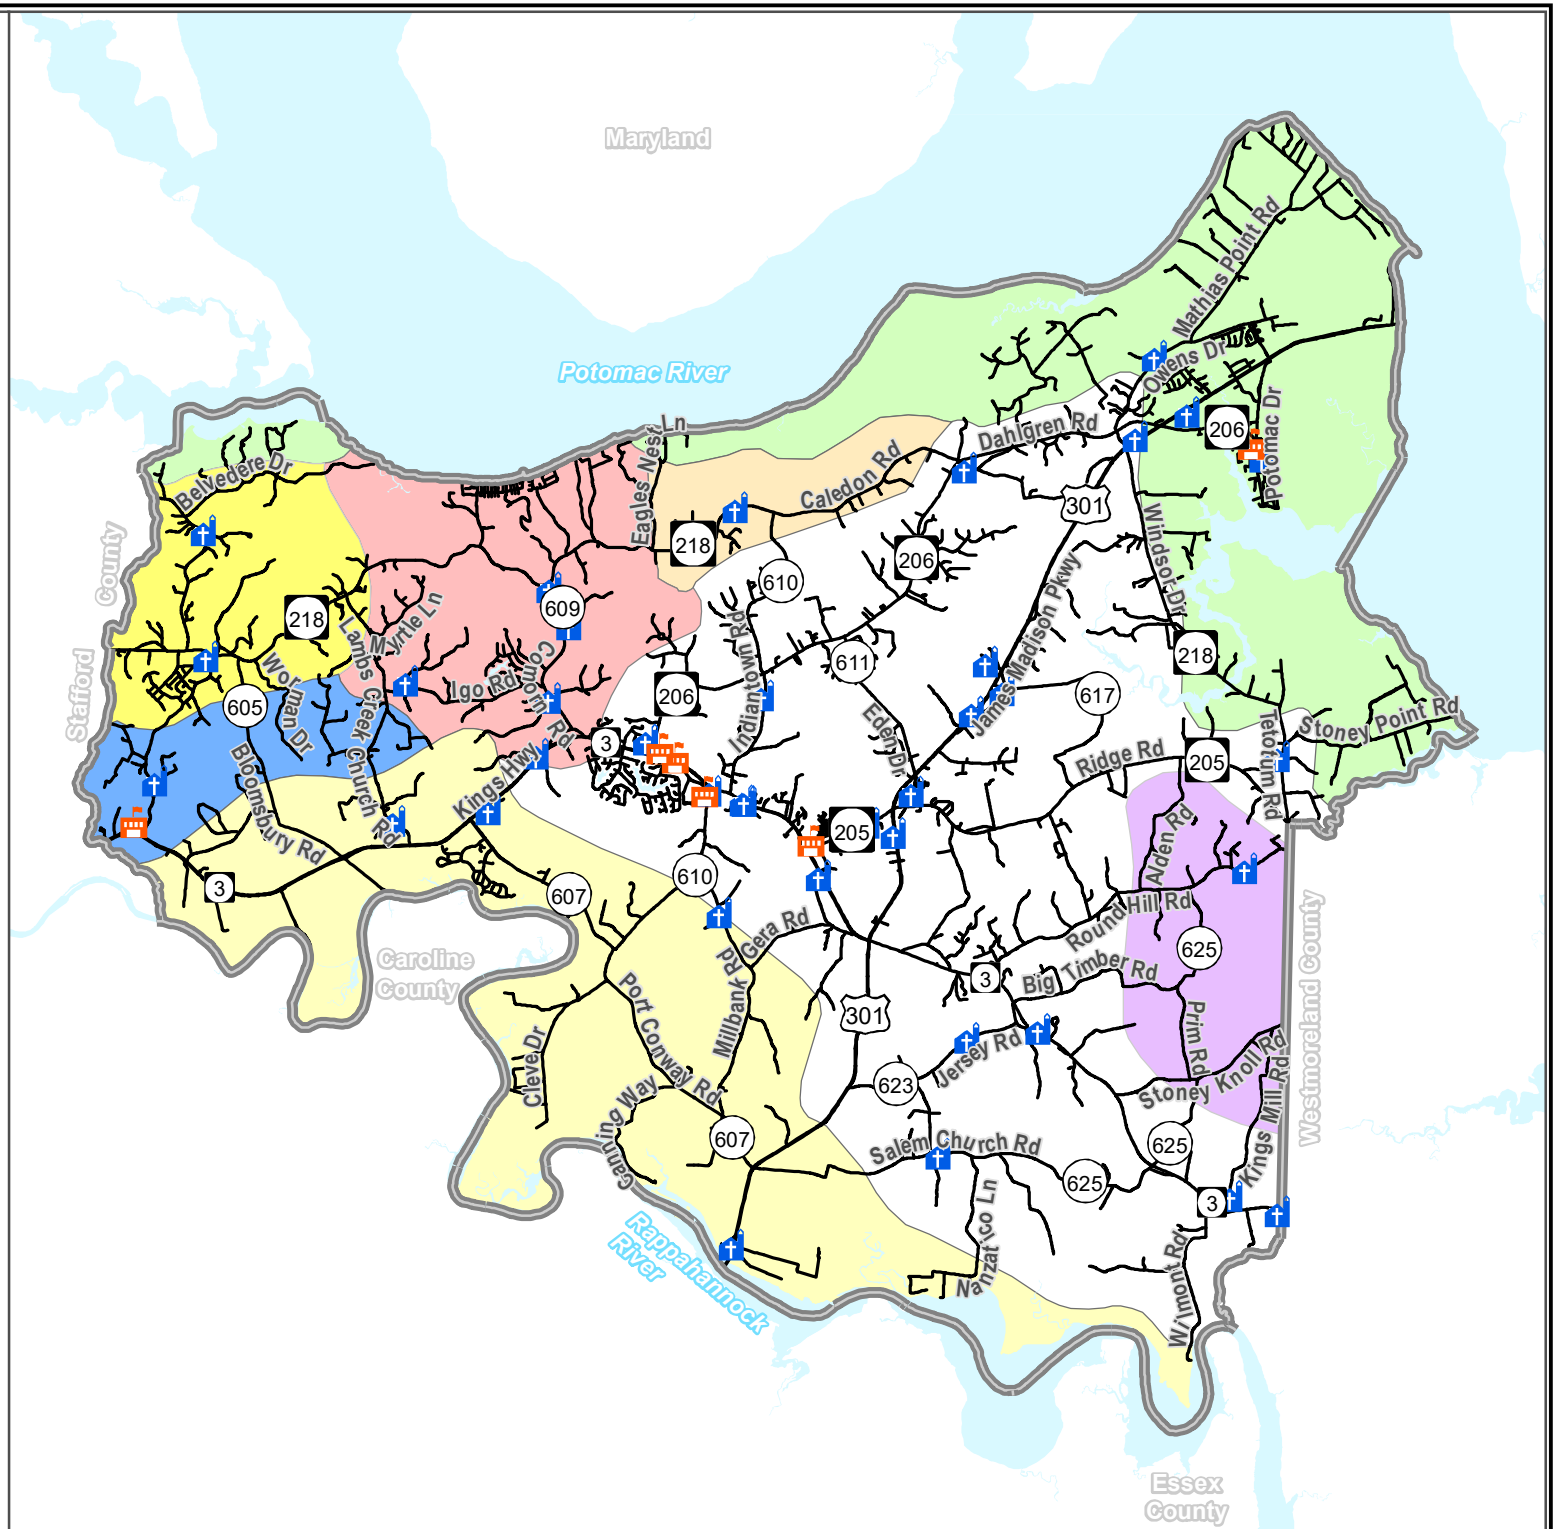 Maryland
Potomac River
Mathias Point Rd
Owens Dr
Potomac Dr
206
Dahlgren Rd
Eagles Nest Ln
Caledon Rd
301
Belvedere Dr
County
Stafford
218
218
206
610
609
Windsor Dr
James Madison Pkwy
218
Myrtle Ln
Lambs Creek Church Rd
Worman Dr
605
Igo Rd
Comorn Rd
206
Indiantown Rd
611
Eden Dr
617
Stoney Point Rd
Tetotum Rd
Ridge Rd
205
3
Kings Hwy
Bloomsbury Rd
205
Alden Rd
3
607
610
Gera Rd
Round Hill Rd
625
Westmoreland County
Caroline
County
Millbank Rd
3
Big Timber Rd
Port Conway Rd
301
Prim Rd
Cleve Dr
Jersey Rd
623
Stoney Knoll Rd
Kings Mill Rd
Canning Way
607
Salem Church Rd
625
625
3
Nanzatico Ln
Wilmont Rd
Rappahannock
River
Essex
County